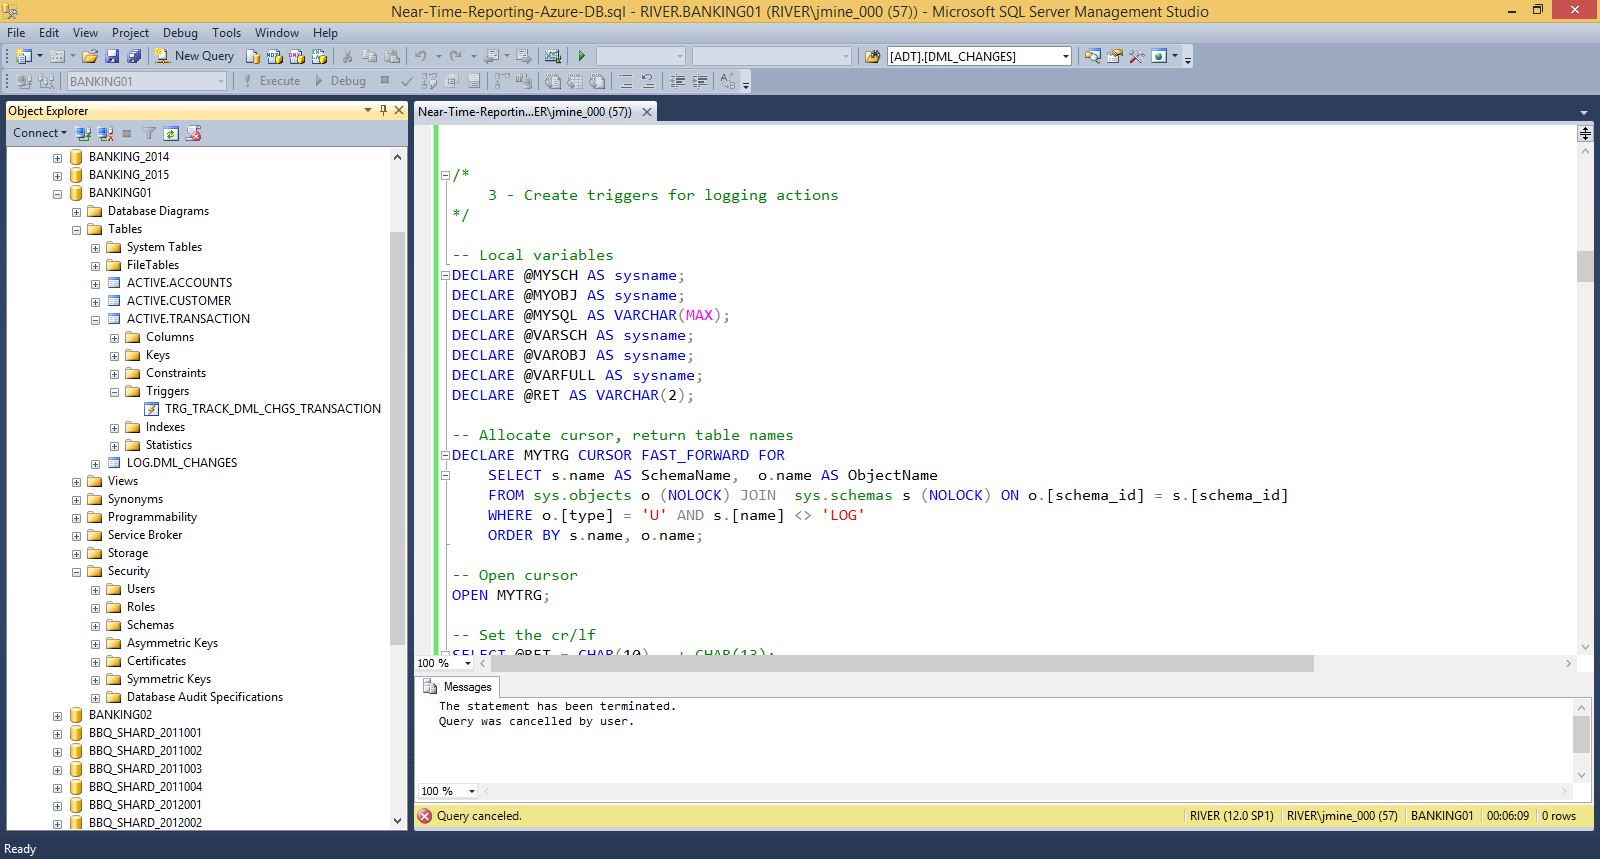 Near-Time-Reporting-Azure-DB.sql - RIVER.BANKING01 (RIVER\jmine_000 (57)) - Microsoft SQL Server Management Studio
File Edit View Project Debug Tools Window Help
New Query
[ADT].[DML_CHANGES]
BANKING01 Execute Debug
Object Explorer
Connect
BANKING_2014
BANKING_2015
BANKING01
Database Diagrams
Tables
System Tables
FileTables
ACTIVE.ACCOUNTS
ACTIVE.CUSTOMER
ACTIVE.TRANSACTION
Columns
Keys
Constraints
Triggers
TRG_TRACK_DML_CHGS_TRANSACTION
Indexes
Statistics
LOG.DML_CHANGES
Views
Synonyms
Programmability
Service Broker
Storage
Security
Users
Roles
Schemas
Asymmetric Keys
Certificates
Symmetric Keys
Database Audit Specifications
BANKING02
BBQ_SHARD_2011001
BBQ_SHARD_2011002
BBQ_SHARD_2011003
BBQ_SHARD_2011004
BBQ_SHARD_2012001
BBQ_SHARD_2012002
Near-Time-Reportin...ER\jmine_000 (57))
/*
3 - Create triggers for logging actions
*/
-- Local variables
DECLARE @MYSCH AS sysname;
DECLARE @MYOBJ AS sysname;
DECLARE @MYSQL AS VARCHAR(MAX);
DECLARE @VARSCH AS sysname;
DECLARE @VAROBJ AS sysname;
DECLARE @VARFULL AS sysname;
DECLARE @RET AS VARCHAR(2);
-- Allocate cursor, return table names
DECLARE MYTRG CURSOR FAST_FORWARD FOR
SELECT s.name AS SchemaName,  o.name AS ObjectName
FROM sys.objects o (NOLOCK) JOIN  sys.schemas s (NOLOCK) ON o.[schema_id] = s.[schema_id]
WHERE o.[type] = 'U' AND s.[name] <> 'LOG'
ORDER BY s.name, o.name;
-- Open cursor
OPEN MYTRG;
-- Set the cr/lf
SELECT @RET = CHAR(10)  + CHAR(13);
100 %
Messages
The statement has been terminated.
Query was cancelled by user.
100 %
Query canceled. RIVER (12.0 SP1) RIVER\jmine_000 (57) BANKING01 00:06:09 0 rows
Ready